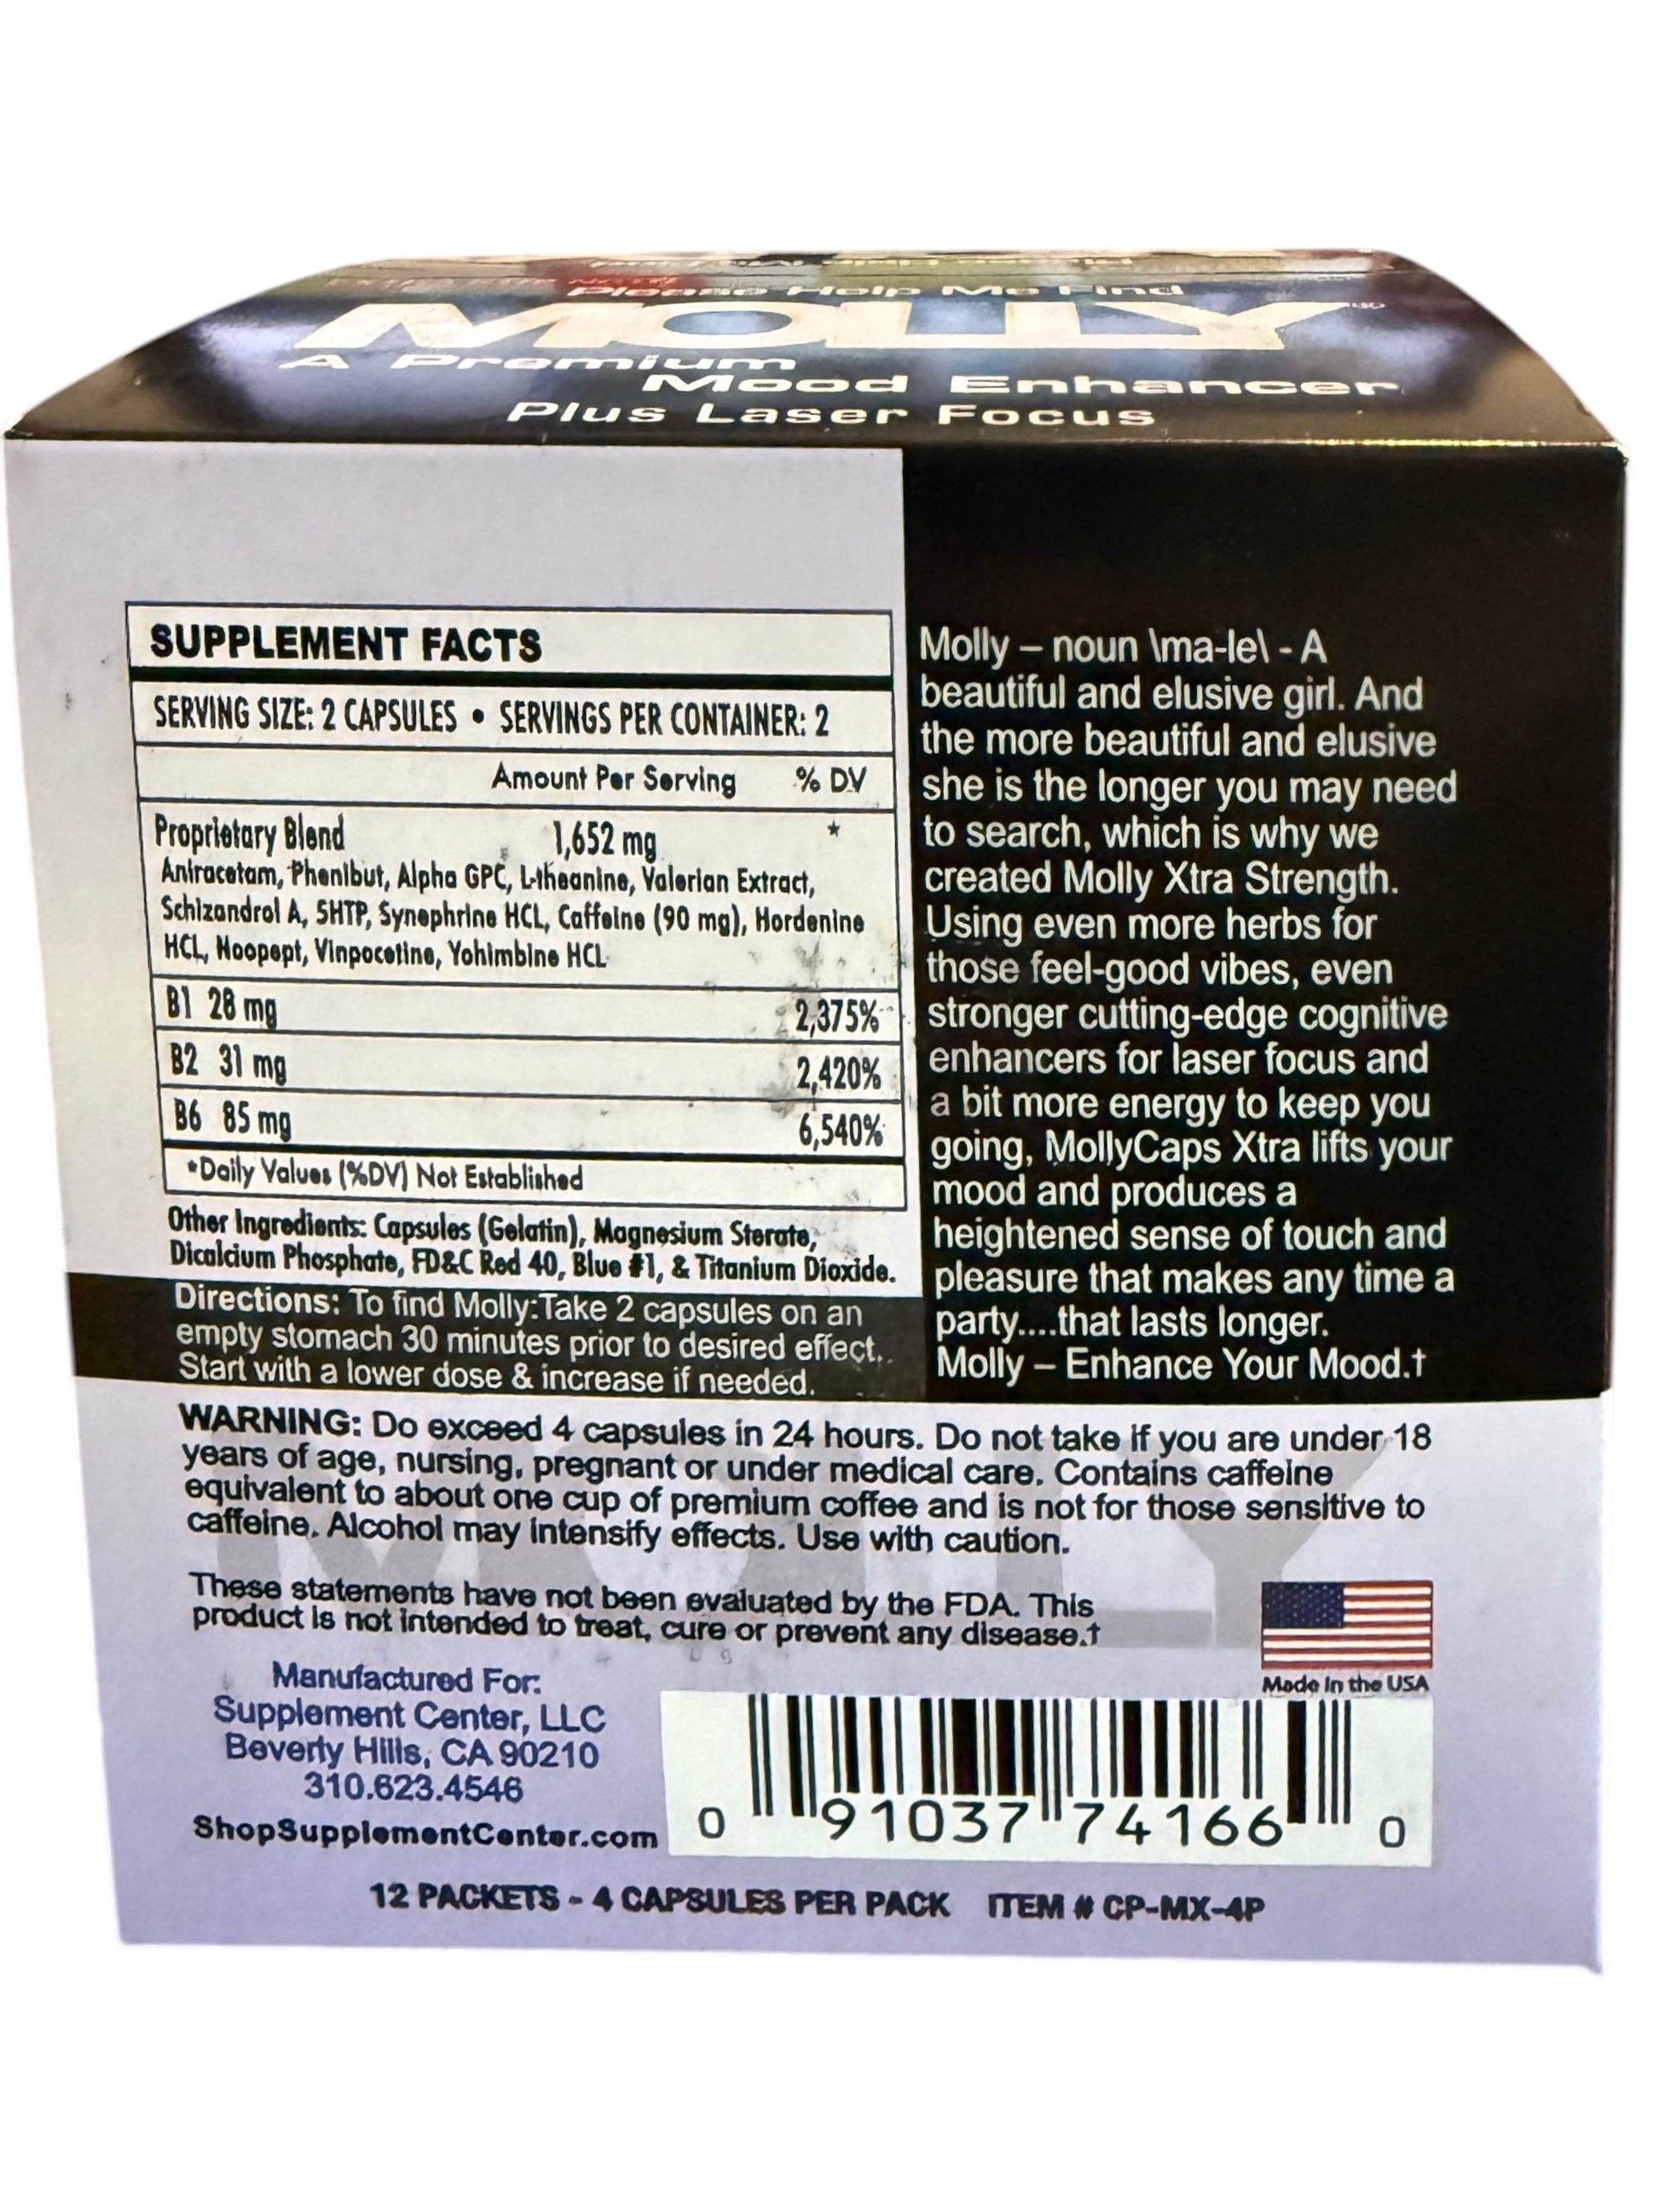 Please Help Me Find
MOLLY
A Premium
Mood Enhancer
Plus Laser Focus
SUPPLEMENT FACTS
SERVING SIZE: 2 CAPSULES • SERVINGS PER CONTAINER: 2
Amount Per Serving % DV
Proprietary Blend 1,652 mg *
Aniracetam, Phenibut, Alpha GPC, L-theanine, Valerian Extract,
Schizandrol A, 5HTP, Synephrine HCL, Caffeine (90 mg), Hordenine
HCL, Noopept, Vinpocetine, Yohimbine HCL
B1 28 mg 2,375%
B2 31 mg 2,420%
B6 85 mg 6,540%
*Daily Values (%DV) Not Established
Other Ingredients: Capsules (Gelatin), Magnesium Sterate,
Dicalcium Phosphate, FD&C Red 40, Blue #1, & Titanium Dioxide.
Directions: To find Molly:Take 2 capsules on an
empty stomach 30 minutes prior to desired effect.
Start with a lower dose & increase if needed.
Molly – noun \ma-le\ - A
beautiful and elusive girl. And
the more beautiful and elusive
she is the longer you may need
to search, which is why we
created Molly Xtra Strength.
Using even more herbs for
those feel-good vibes, even
stronger cutting-edge cognitive
enhancers for laser focus and
a bit more energy to keep you
going, MollyCaps Xtra lifts your
mood and produces a
heightened sense of touch and
pleasure that makes any time a
party....that lasts longer.
Molly – Enhance Your Mood.†
WARNING: Do exceed 4 capsules in 24 hours. Do not take if you are under 18
years of age, nursing, pregnant or under medical care. Contains caffeine
equivalent to about one cup of premium coffee and is not for those sensitive to
caffeine. Alcohol may intensify effects. Use with caution.
MOLLY
These statements have not been evaluated by the FDA. This
product is not intended to treat, cure or prevent any disease.†
Made in the USA
Manufactured For:
Supplement Center, LLC
Beverly Hills, CA 90210
310.623.4546
ShopSupplementCenter.com
0 91037 74166 0
12 PACKETS - 4 CAPSULES PER PACK ITEM # CP-MX-4P